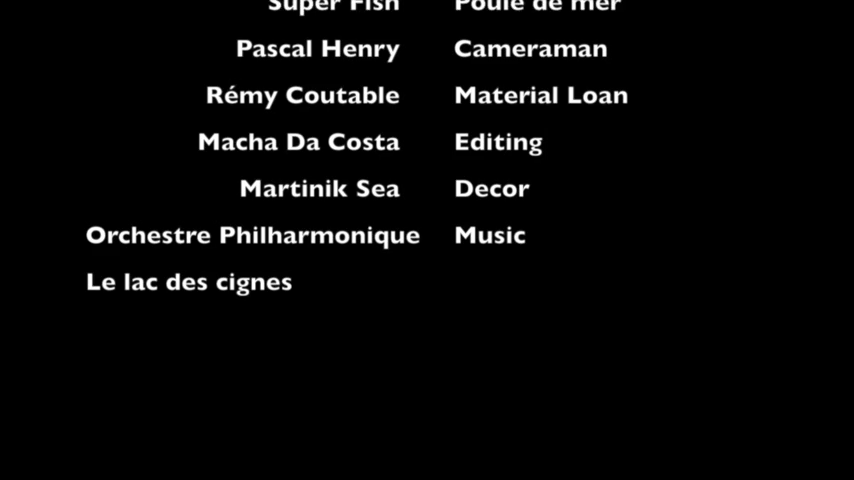 Super Fish Poule de mer
Pascal Henry Cameraman
Rémy Coutable Material Loan
Macha Da Costa Editing
Martinik Sea Decor
Orchestre Philharmonique Music
Le lac des cignes